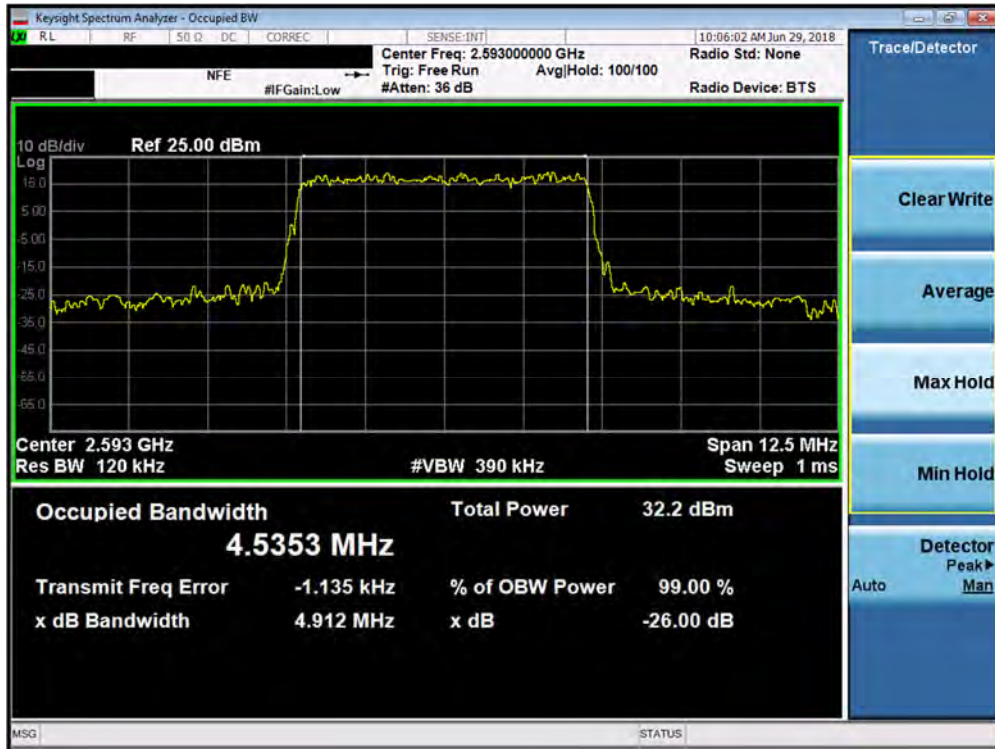 Keysight Spectrum Analyzer - Occupied BW
LXI RL RF 50 Ω DC CORREC SENSE:INT 10:06:02 AM Jun 29, 2018
Center Freq: 2.593000000 GHz Radio Std: None
NFE Trig: Free Run Avg|Hold: 100/100
#IFGain:Low #Atten: 36 dB Radio Device: BTS
10 dB/div Ref 25.00 dBm
Log
15.0
5.00
-5.00
-15.0
-25.0
-35.0
-45.0
-55.0
-65.0
Center 2.593 GHz Span 12.5 MHz
Res BW 120 kHz #VBW 390 kHz Sweep 1 ms
Occupied Bandwidth Total Power 32.2 dBm
4.5353 MHz
Transmit Freq Error -1.135 kHz % of OBW Power 99.00 %
x dB Bandwidth 4.912 MHz x dB -26.00 dB
MSG STATUS
Trace/Detector
Clear Write
Average
Max Hold
Min Hold
Detector
Peak▶
Auto Man